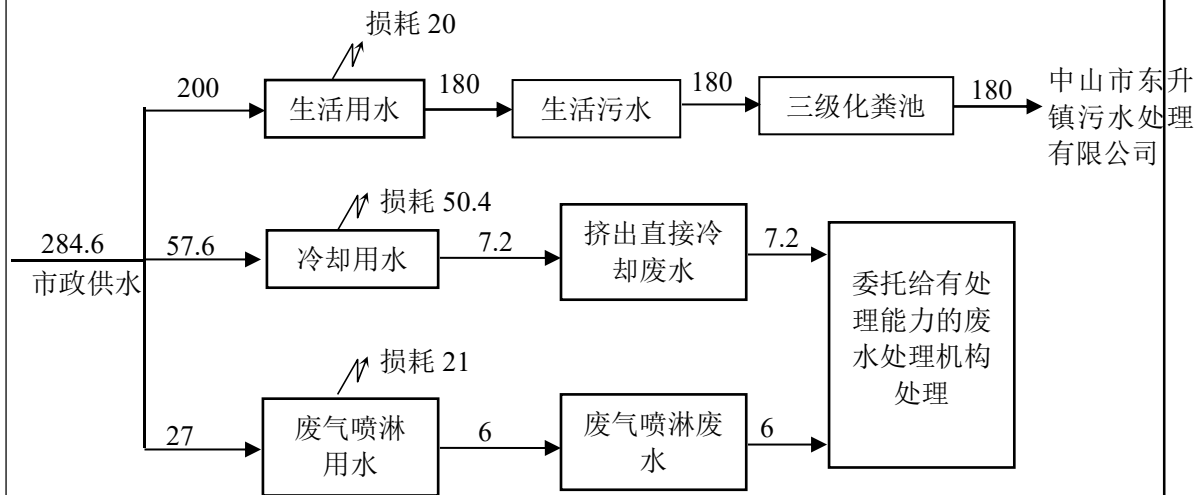 损耗 20
200
生活用水
180
生活污水
180
三级化粪池
180
中山市东升
镇污水处理
有限公司
284.6
市政供水
损耗 50.4
57.6
冷却用水
7.2
挤出直接冷
却废水
7.2
委托给有处
理能力的废
水处理机构
处理
损耗 21
27
废气喷淋
用水
6
废气喷淋废
水
6